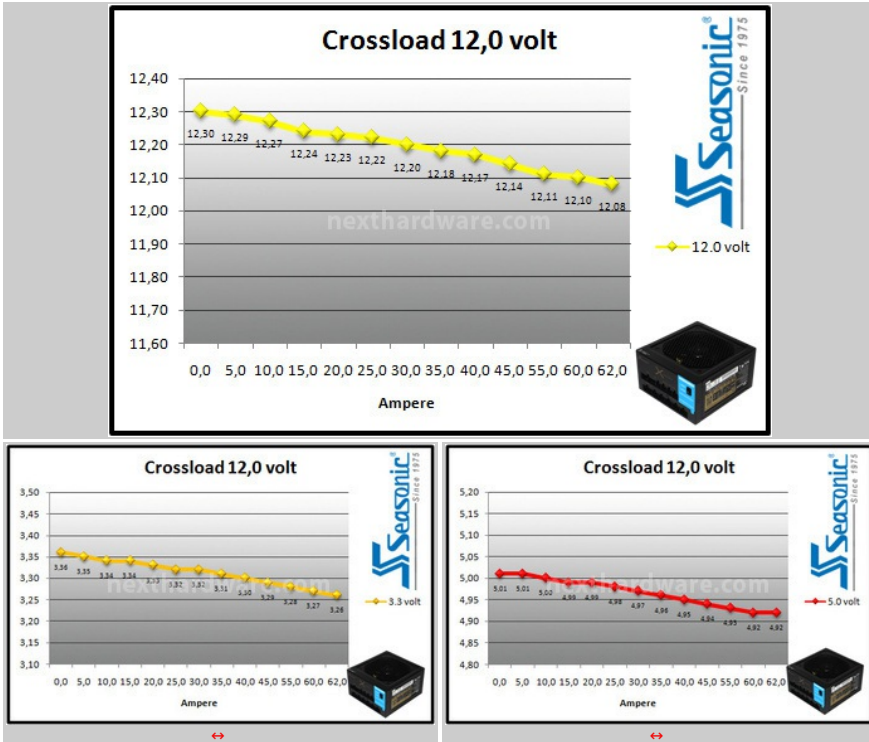 Crossload 12,0 volt
Seasonic®
Since 1975
12,40
12,30
12,20
12,10
12,00
11,90
11,80
11,70
11,60
12,30 12,29 12,27 12,24 12,23 12,22 12,20 12,18 12,17 12,14 12,11 12,10 12,08
nexthardware.com
12.0 volt
0,0 5,0 10,0 15,0 20,0 25,0 30,0 35,0 40,0 45,0 55,0 60,0 62,0
Ampere
Crossload 12,0 volt
Seasonic®
Since 1975
3,50
3,45
3,40
3,35
3,30
3,25
3,20
3,15
3,10
3,36 3,35 3,34 3,34 3,33 3,32 3,32 3,31 3,30 3,29 3,28 3,27 3,26
nexthardware.com
3.3 volt
0,0 5,0 10,0 15,0 20,0 25,0 30,0 35,0 40,0 45,0 55,0 60,0 62,0
Ampere
Crossload 12,0 volt
Seasonic®
Since 1975
5,20
5,15
5,10
5,05
5,00
4,95
4,90
4,85
4,80
5,01 5,01 5,00 4,99 4,99 4,98 4,97 4,96 4,95 4,94 4,93 4,92 4,92
nexthardware.com
5.0 volt
0,0 5,0 10,0 15,0 20,0 25,0 30,0 35,0 40,0 45,0 55,0 60,0 62,0
Ampere